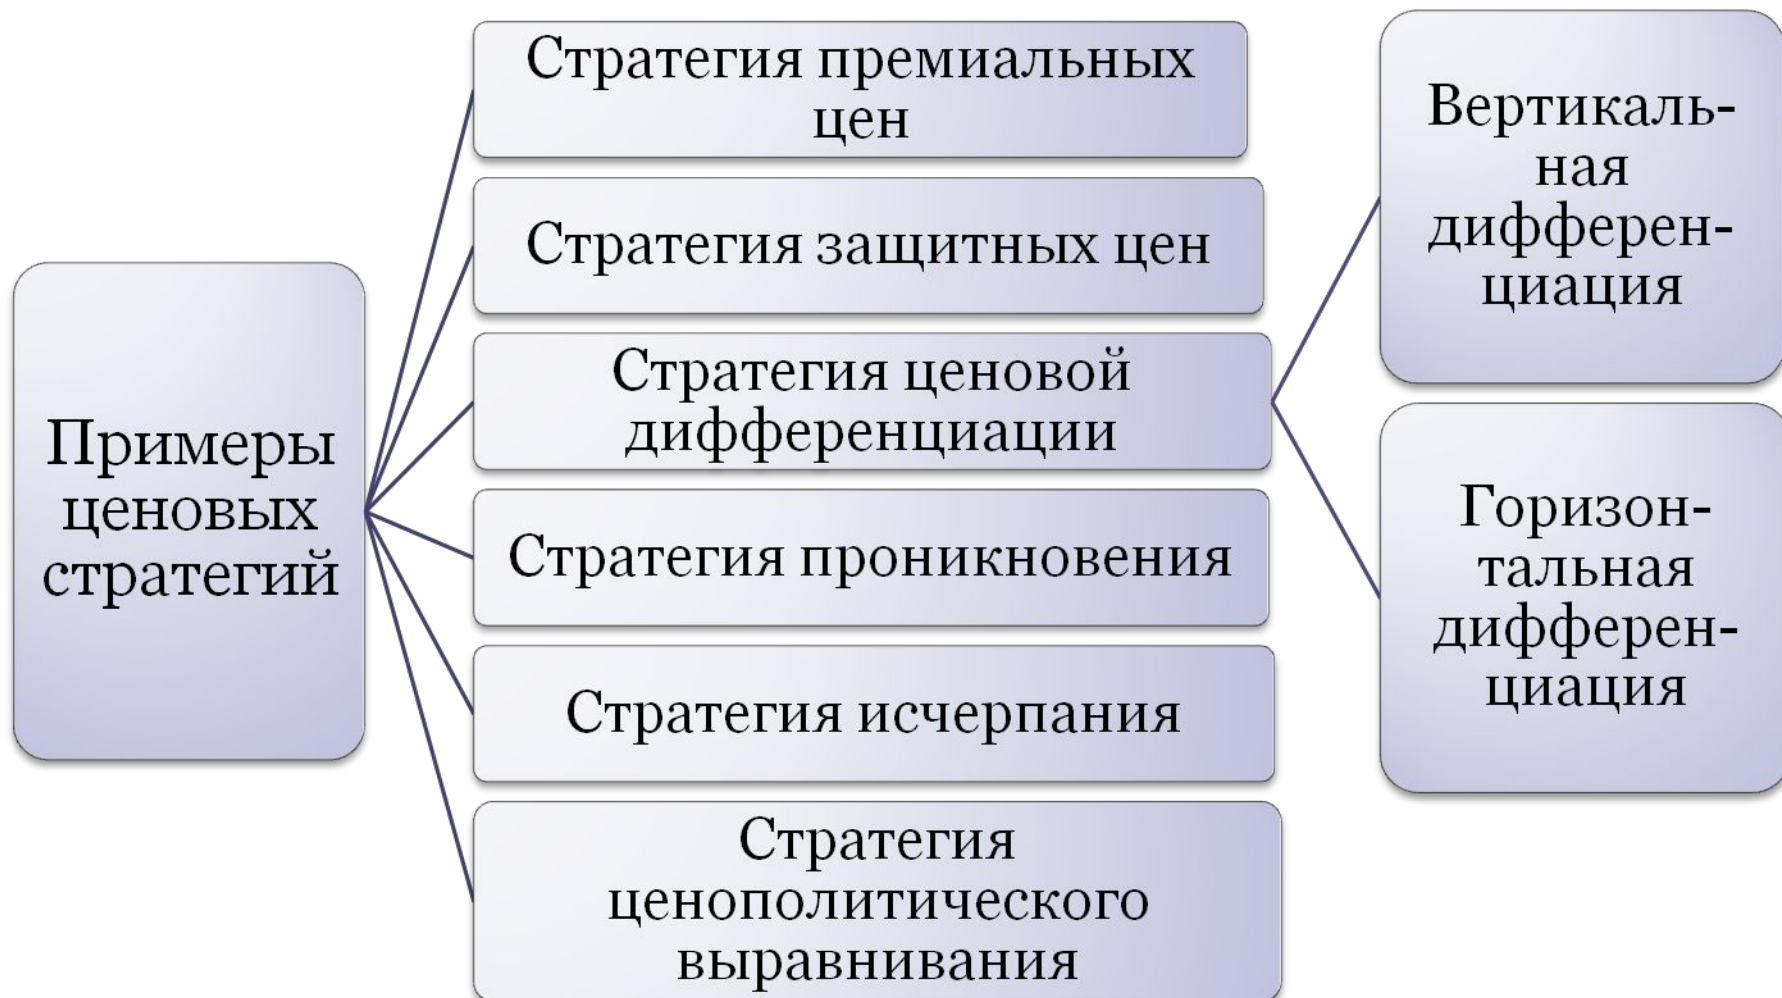 Примеры
ценовых
стратегий
Стратегия премиальных
цен
Стратегия защитных цен
Стратегия ценовой
дифференциации
Стратегия проникновения
Стратегия исчерпания
Стратегия
ценополитического
выравнивания
Вертикаль-
ная
дифферен-
циация
Горизон-
тальная
дифферен-
циация